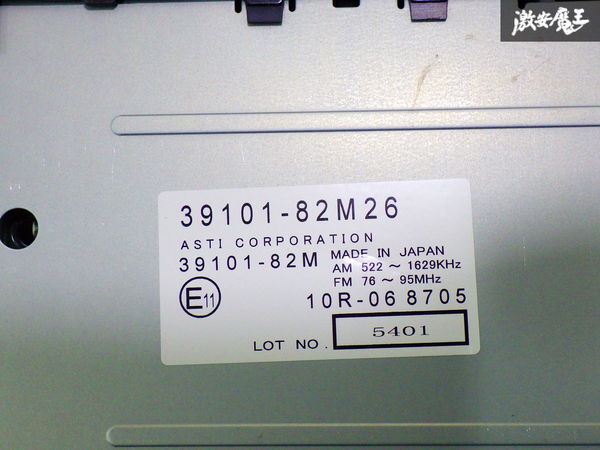 激安魔王
39101-82M26
ASTI CORPORATION
39101-82M
MADE IN JAPAN
AM 522 ～ 1629KHz
FM 76 ～ 95MHz
E11
10R-06 8705
LOT NO. 5401